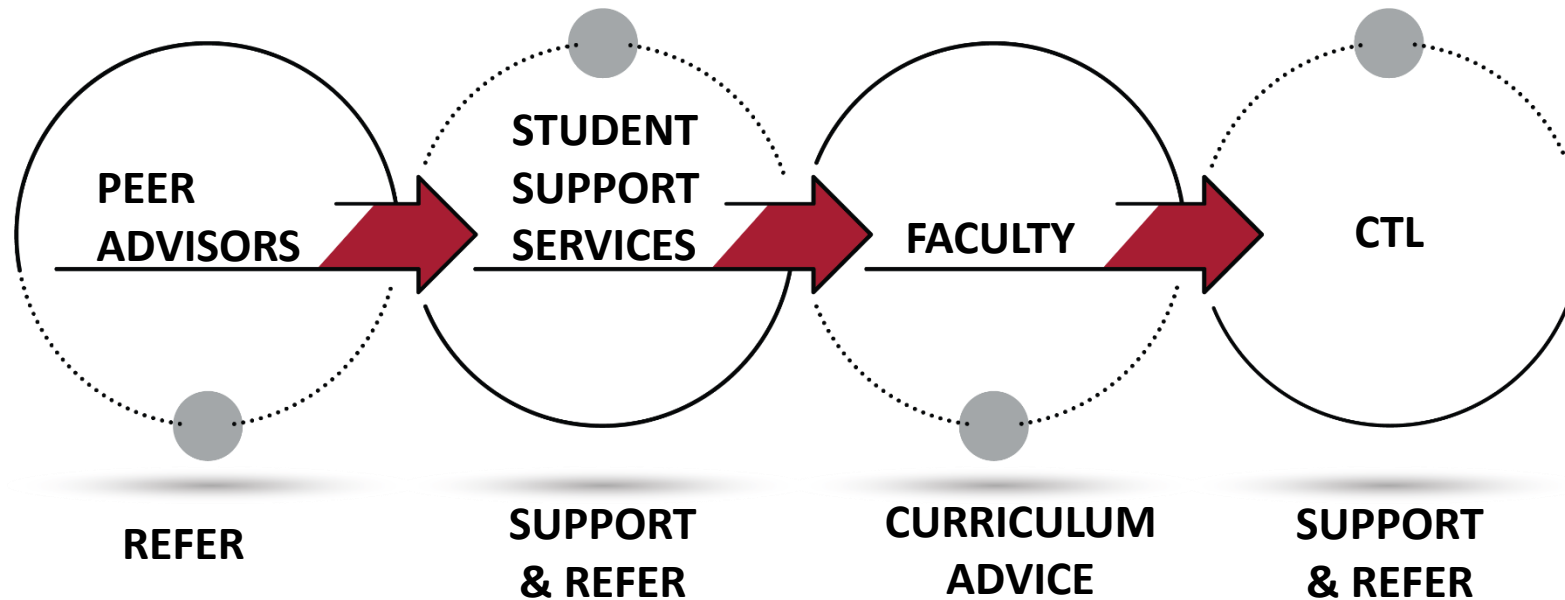 PEER
ADVISORS
STUDENT
SUPPORT
SERVICES
FACULTY
CTL
REFER
SUPPORT
& REFER
CURRICULUM
ADVICE
SUPPORT
& REFER